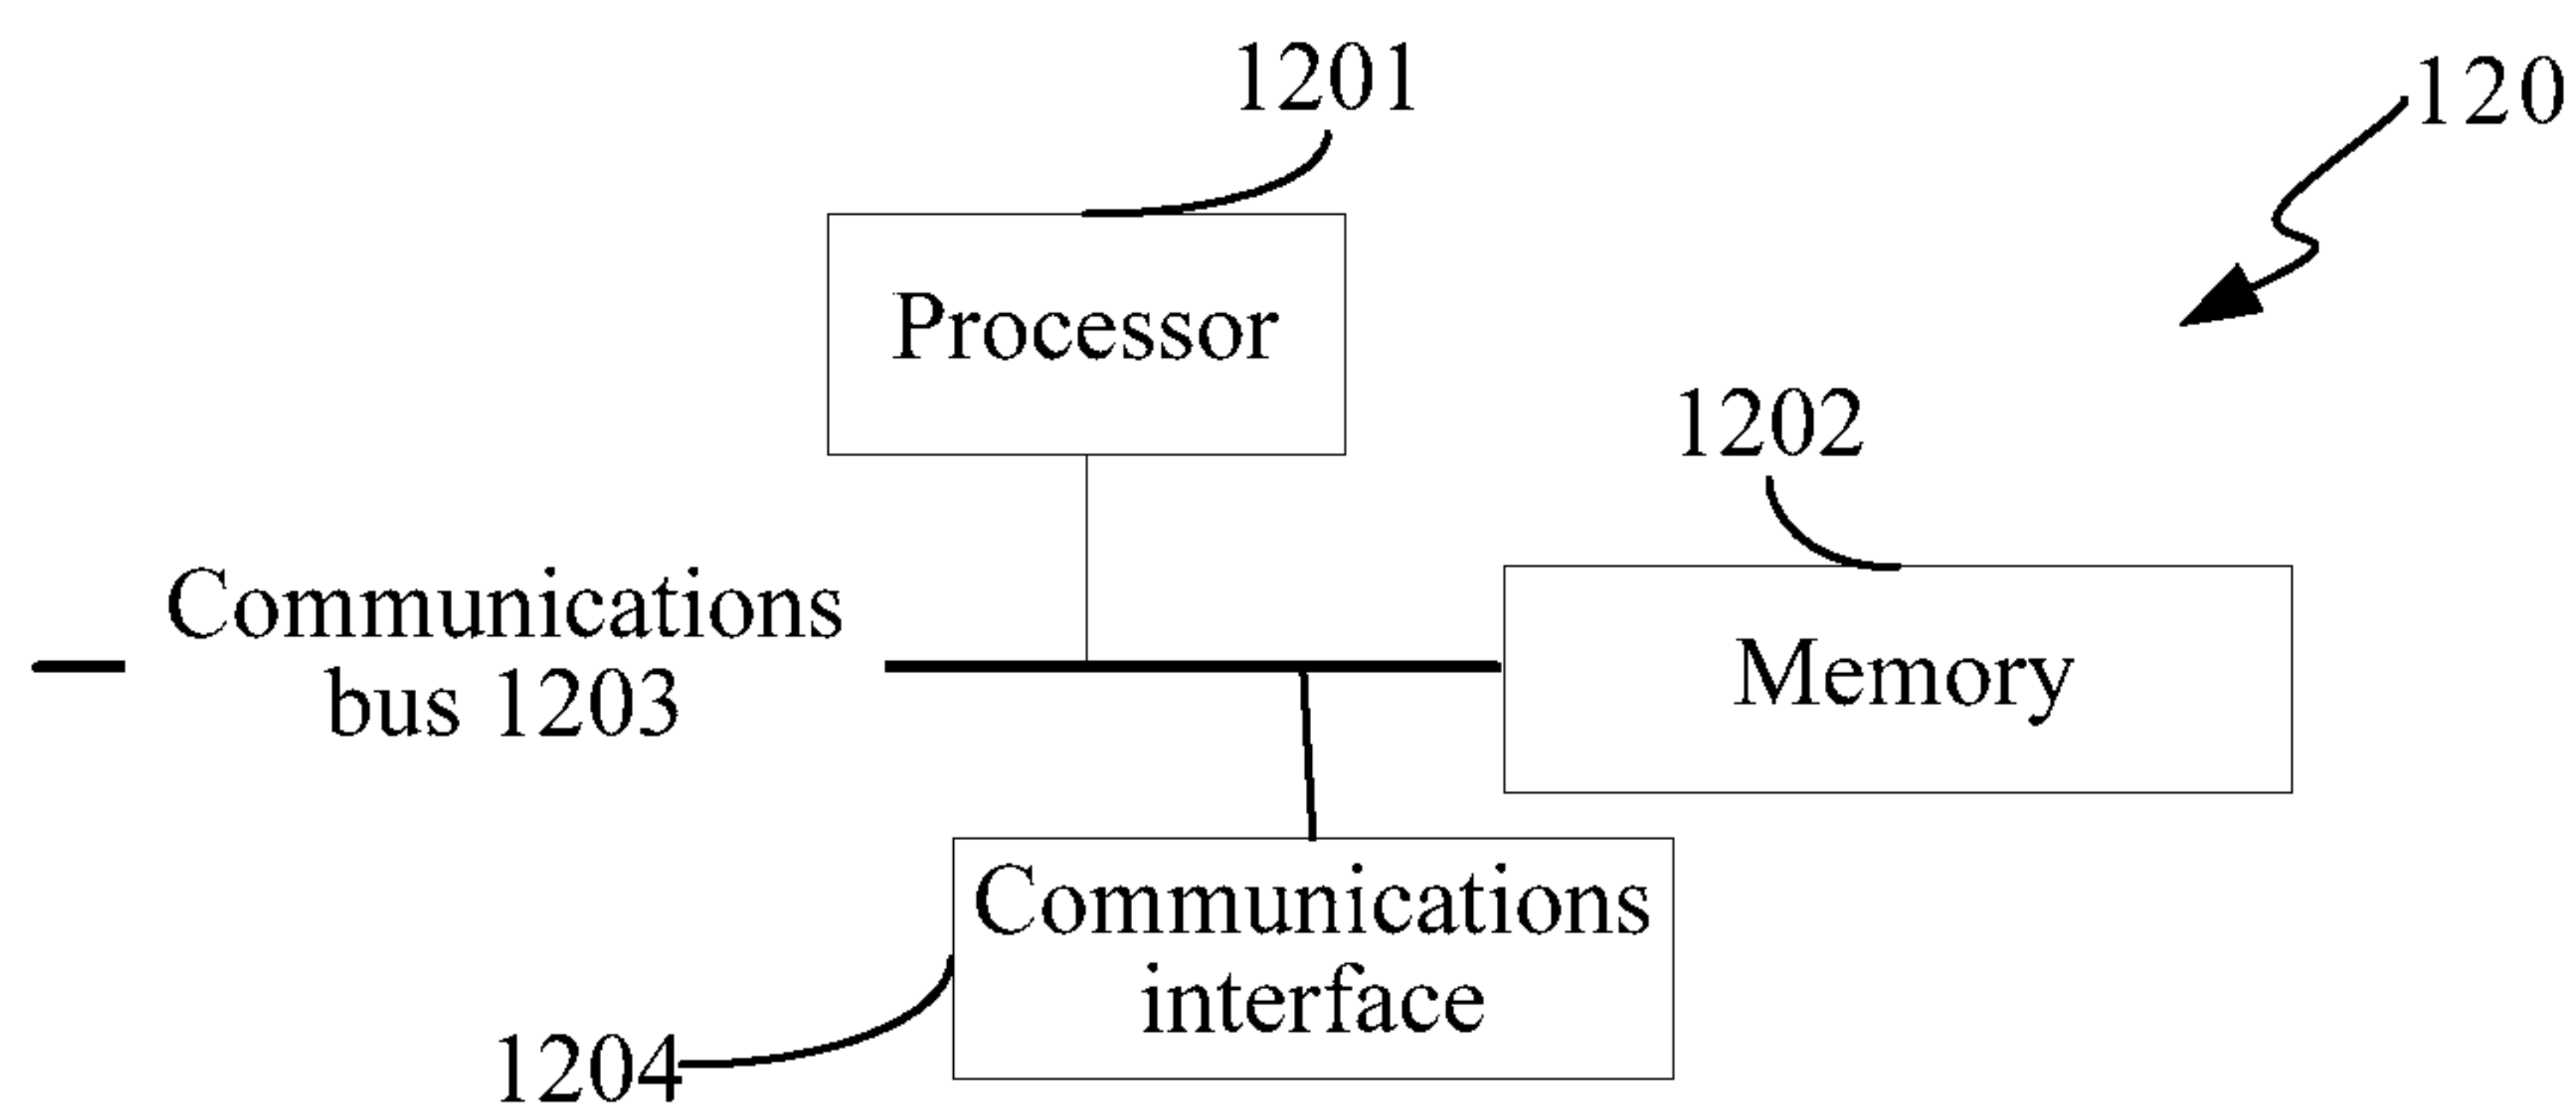 1201
120
Processor
1202
Communications
bus 1203
Memory
Communications
interface
1204